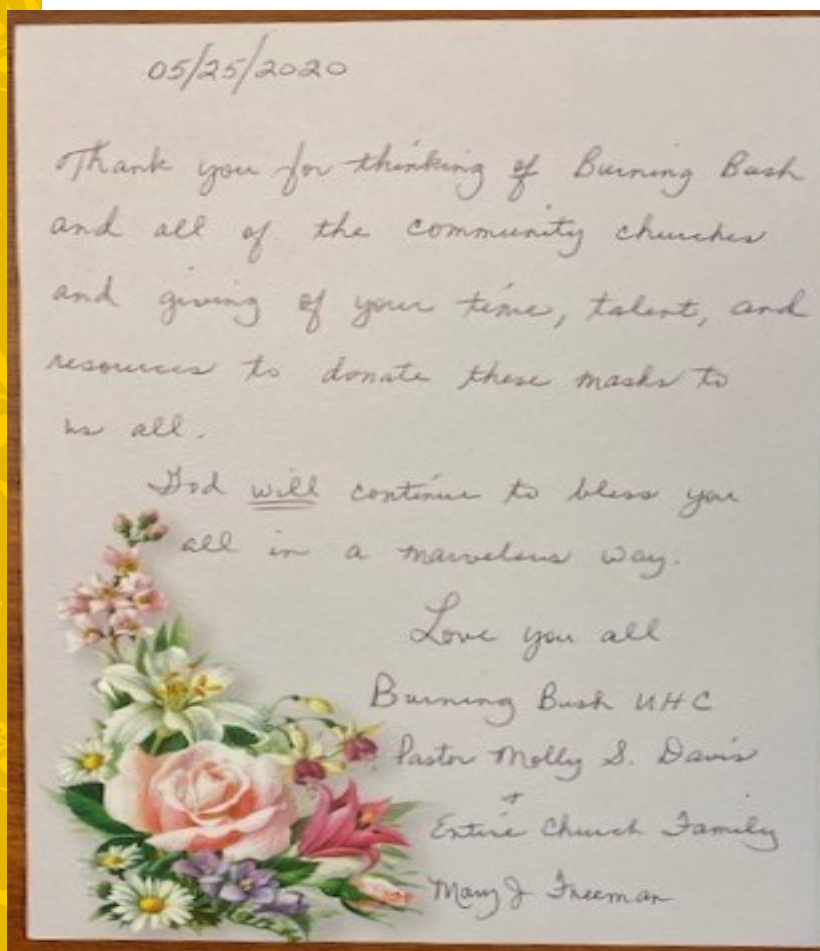 05/25/2020
Thank you for thinking of Burning Bush
and all of the community churches
and giving of your time, talent, and
resources to donate these masks to
us all.
God will continue to bless you
all in a marvelous way.
Love you all
Burning Bush UHC
Pastor Molly S. Davis
+
Entire Church Family
Mary J Freeman